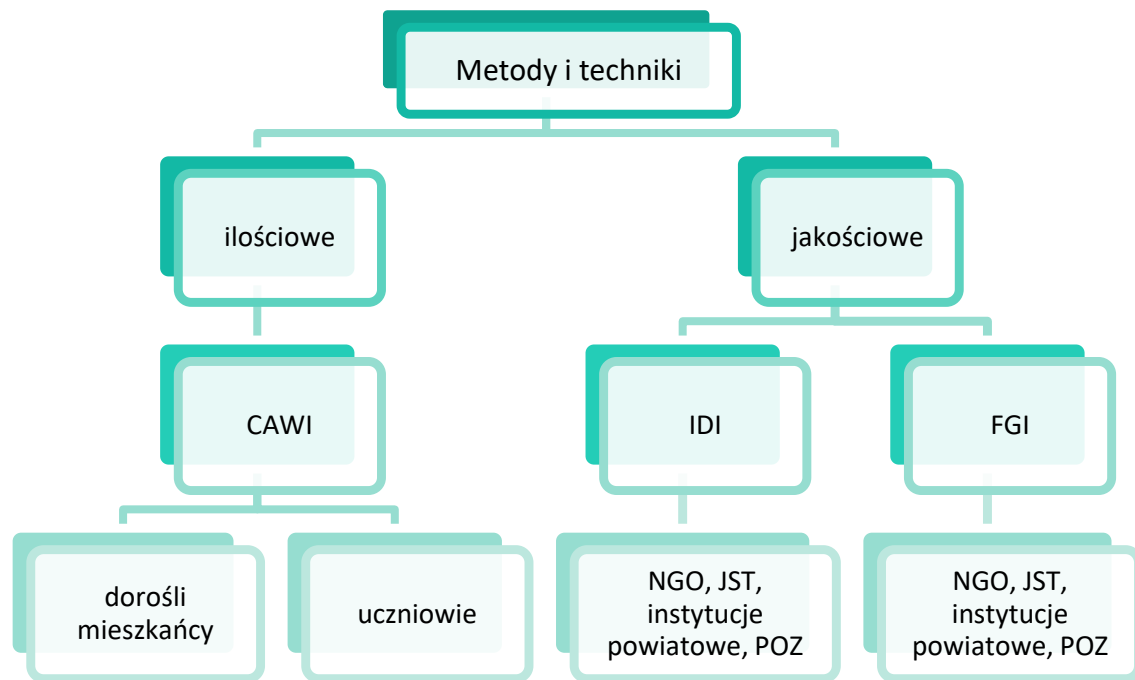 Metody i techniki
ilościowe
jakościowe
CAWI
IDI
FGI
dorośli
mieszkańcy
uczniowie
NGO, JST,
instytucje
powiatowe, POZ
NGO, JST,
instytucje
powiatowe, POZ